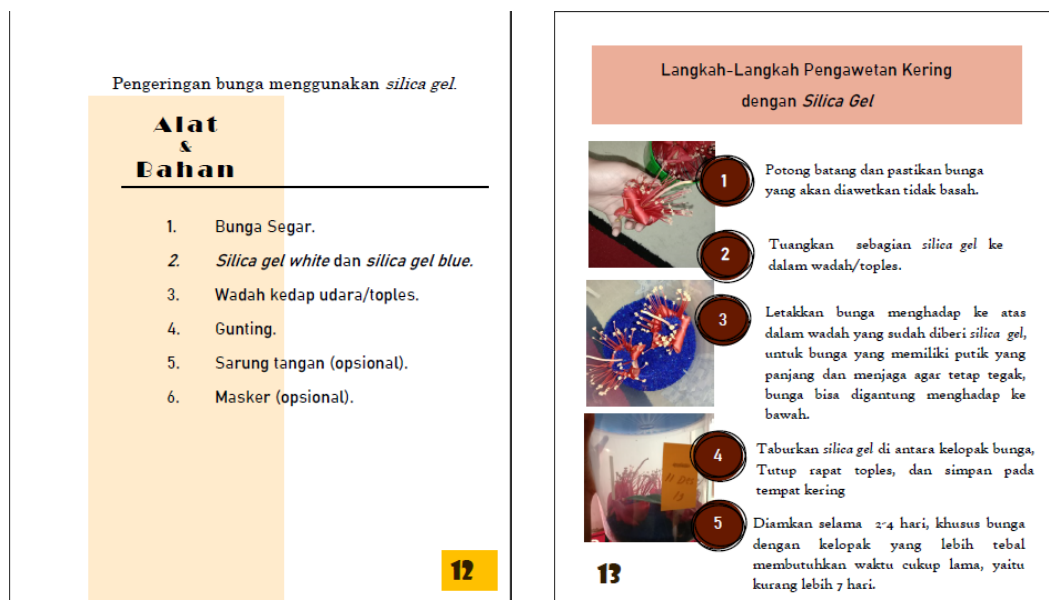 Pengeringan bunga menggunakan silica gel.
Alat
&
Bahan
1. Bunga Segar.
2. Silica gel white dan silica gel blue.
3. Wadah kedap udara/toples.
4. Gunting.
5. Sarung tangan (opsional).
6. Masker (opsional).
12
Langkah-Langkah Pengawetan Kering
dengan Silica Gel
1
Potong batang dan pastikan bunga
yang akan diawetkan tidak basah.
2
Tuangkan sebagian silica gel ke
dalam wadah/toples.
3
Letakkan bunga menghadap ke atas
dalam wadah yang sudah diberi silica gel,
untuk bunga yang memiliki putik yang
panjang dan menjaga agar tetap tegak,
bunga bisa digantung menghadap ke
bawah.
4
Taburkan silica gel di antara kelopak bunga,
Tutup rapat toples, dan simpan pada
tempat kering
5
Diamkan selama 2-4 hari, khusus bunga
dengan kelopak yang lebih tebal
membutuhkan waktu cukup lama, yaitu
kurang lebih 7 hari.
13